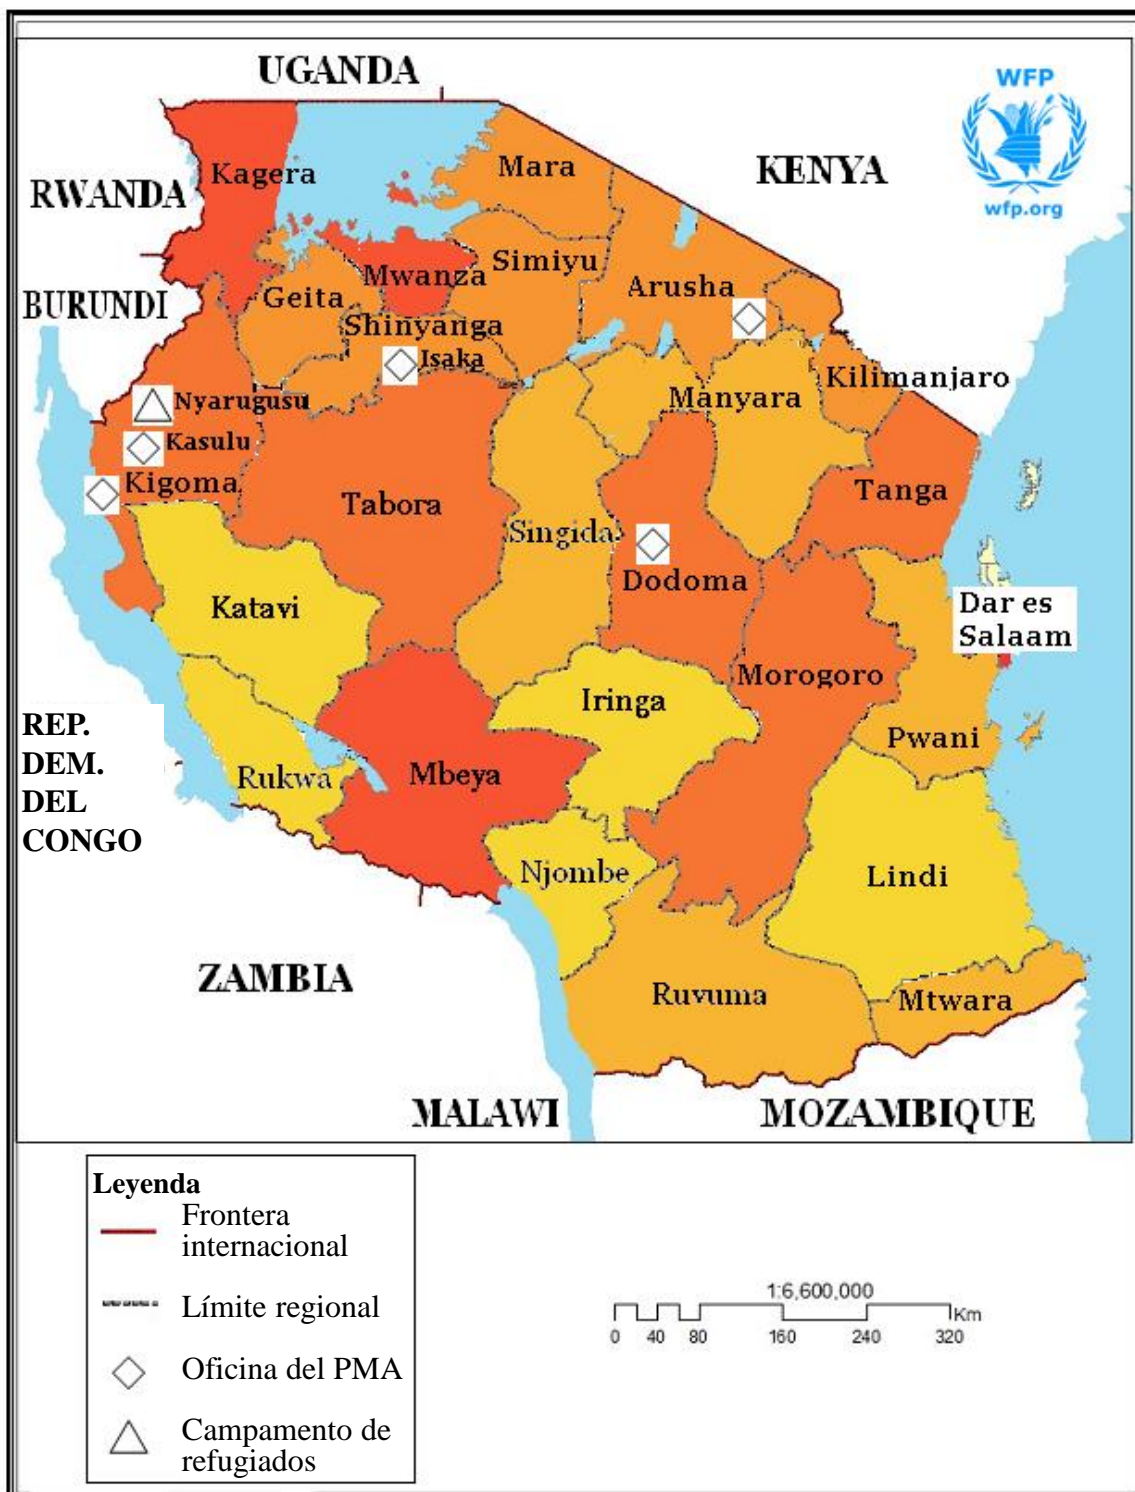 UGANDA
WFP
wfp.org
KENYA
RWANDA
BURUNDI
Kagera
Mara
Mwanza
Simiyu
Geita
Arusha
Shinyanga
Isaka
Kilimanjaro
Manyara
Nyarugusu
Kasulu
Kigoma
Tabora
Singida
Tanga
Dodoma
Katavi
Dar es
Salaam
Morogoro
Iringa
Pwani
REP.
DEM.
DEL
CONGO
Rukwa
Mbeya
Njombe
Lindi
ZAMBIA
Ruvuma
Mtwara
MALAWI
MOZAMBIQUE
Leyenda
Frontera
internacional
Límite regional
Oficina del PMA
Campamento de
refugiados
1:6,600,000
Km
0 40 80 160 240 320